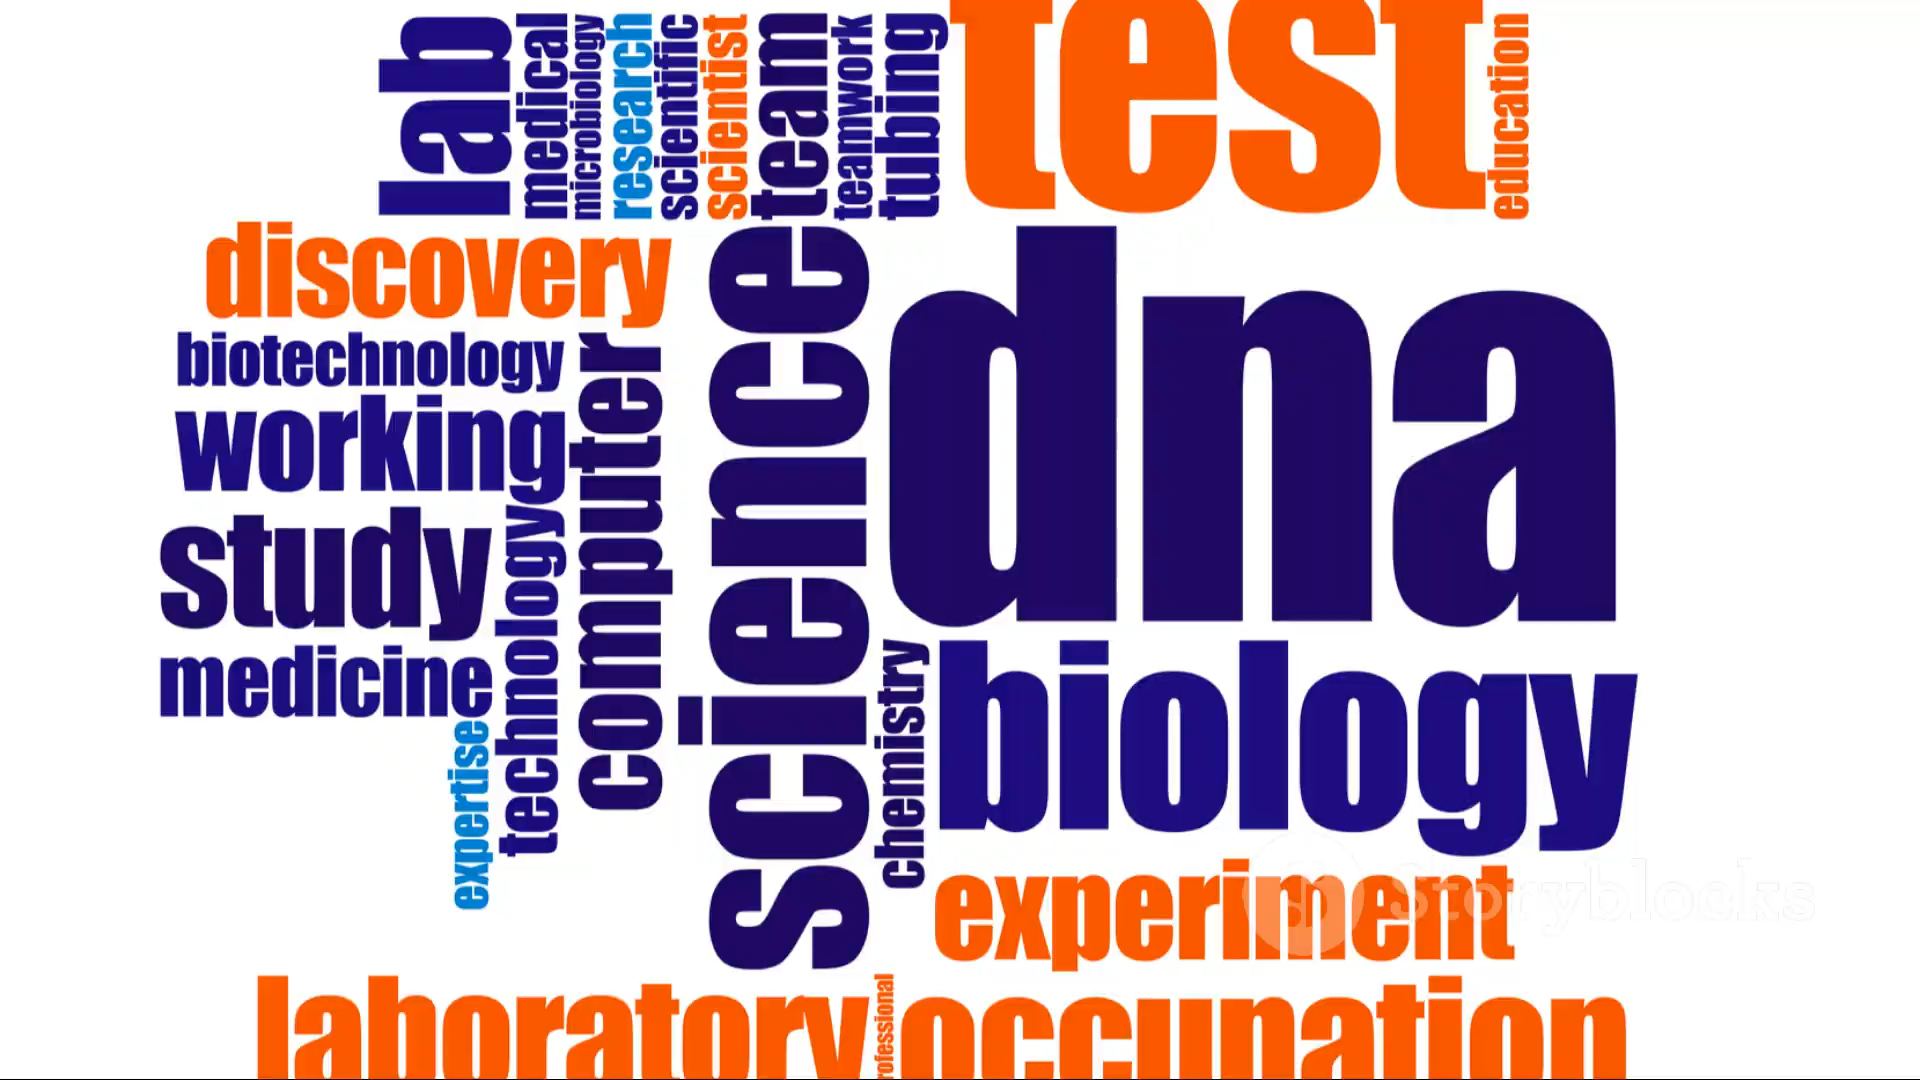 lab
medical
microbiology
research
scientific
scientist
team
teamwork
tubing
test
education
discovery
biotechnology
working
study
medicine
expertise
technology
computer
science
dna
chemistry
biology
experiment
Storyblocks
laboratory
rofessional
occupation